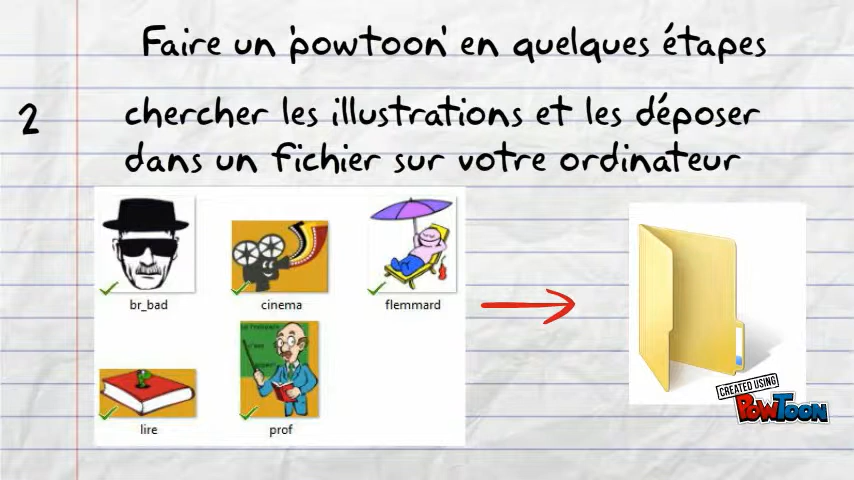 Faire un 'powtoon' en quelques étapes
2
chercher les illustrations et les déposer
dans un fichier sur votre ordinateur
br_bad
cinema
flemmard
lire
prof
CREATED USING
POWTOON